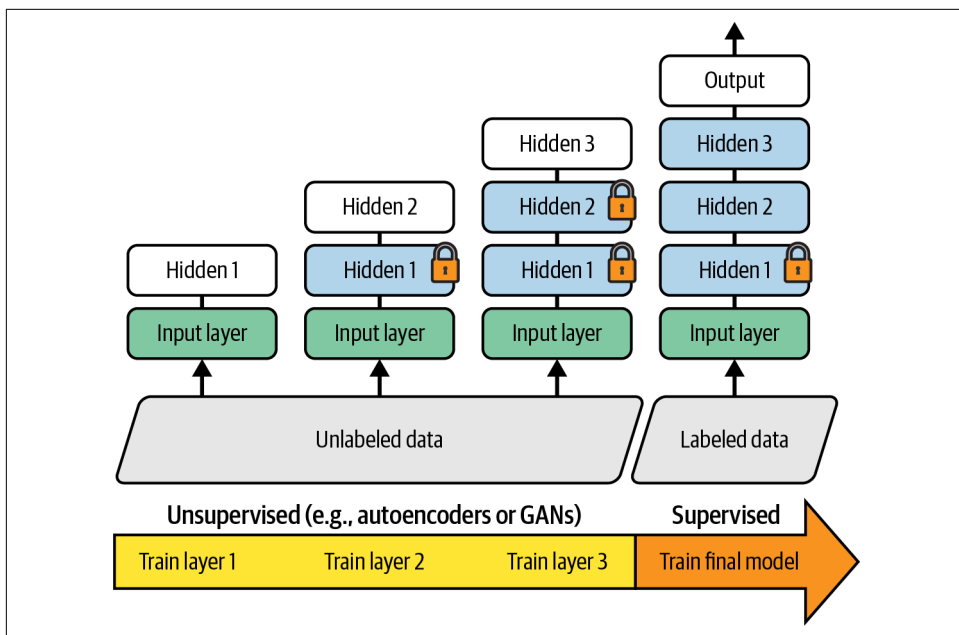 Output
Hidden 3
Hidden 3
Hidden 2
Hidden 2
Hidden 2
Hidden 1
Hidden 1
Hidden 1
Hidden 1
Input layer
Input layer
Input layer
Input layer
Unlabeled data
Labeled data
Unsupervised (e.g., autoencoders or GANs)
Supervised
Train layer 1
Train layer 2
Train layer 3
Train final model